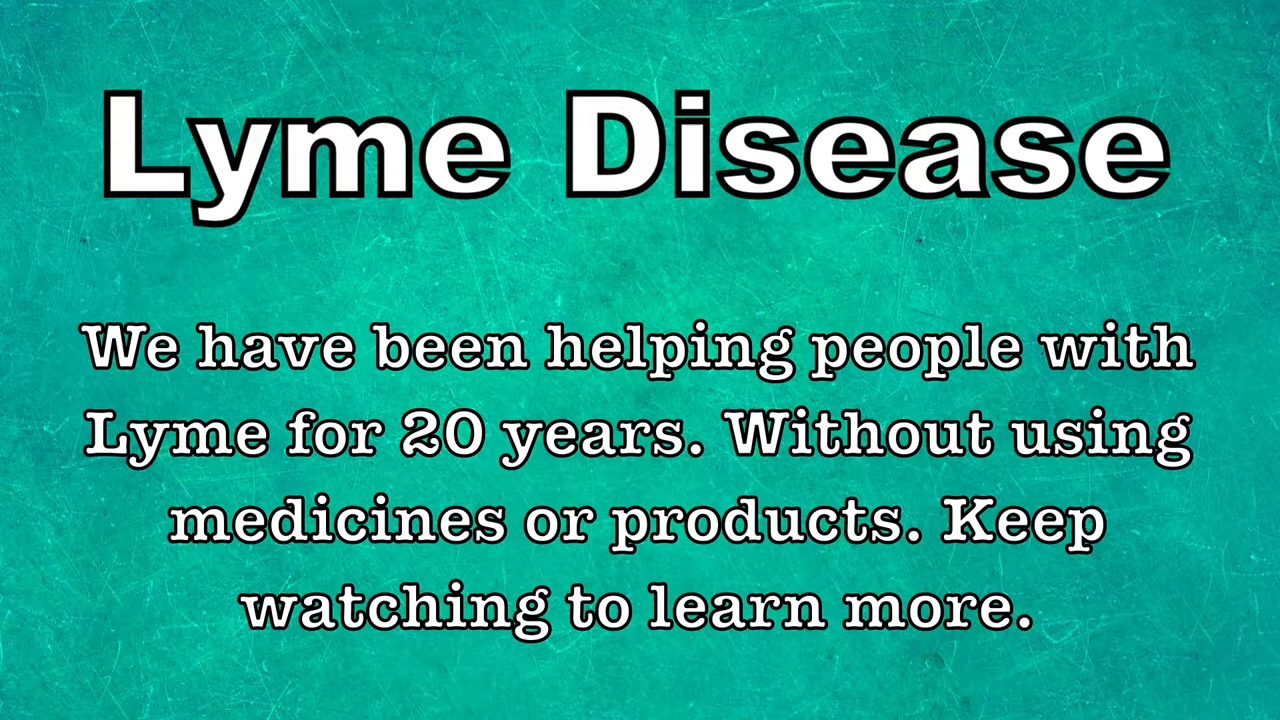 Lyme Disease
We have been helping people with
Lyme for 20 years. Without using
medicines or products. Keep
watching to learn more.